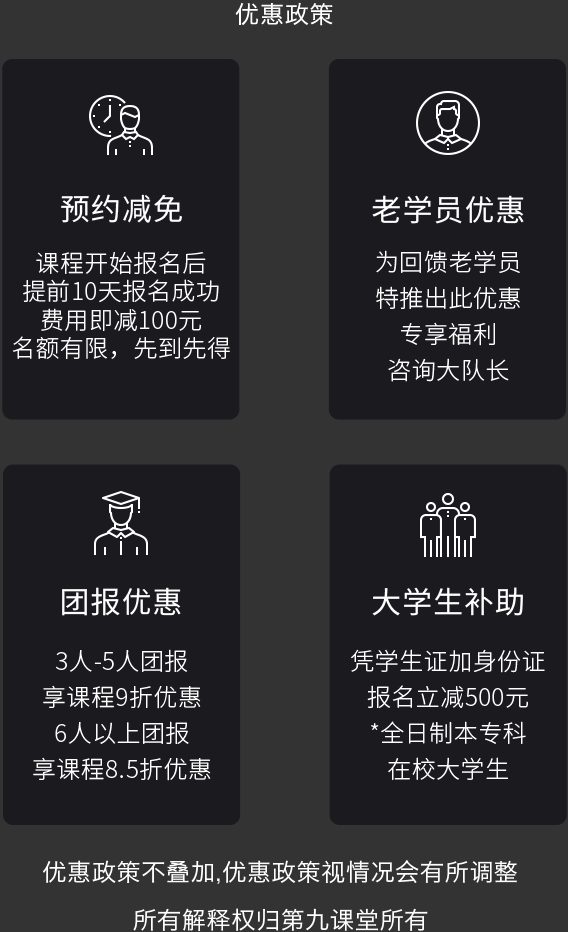 优惠政策
预约减免
课程开始报名后
提前10天报名成功
费用即减100元
名额有限，先到先得
老学员优惠
为回馈老学员
特推出此优惠
专享福利
咨询大队长
团报优惠
3人-5人团报
享课程9折优惠
6人以上团报
享课程8.5折优惠
大学生补助
凭学生证加身份证
报名立减500元
*全日制本专科
在校大学生
优惠政策不叠加,优惠政策视情况会有所调整
所有解释权归第九课堂所有